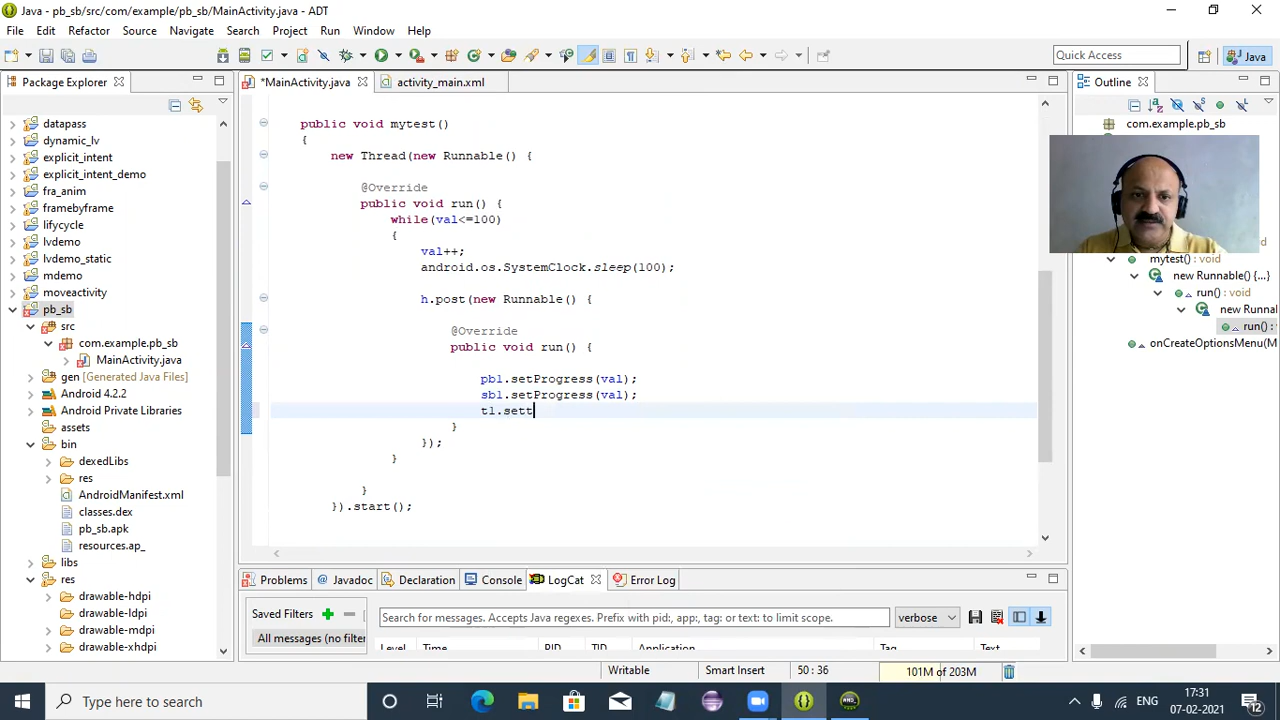 Java - pb_sb/src/com/example/pb_sb/MainActivity.java - ADT
File Edit Refactor Source Navigate Search Project Run Window Help
Quick Access
Java
Package Explorer
*MainActivity.java
activity_main.xml
Outline
datapass
dynamic_lv
explicit_intent
explicit_intent_demo
fra_anim
framebyframe
lifycycle
lvdemo
lvdemo_static
mdemo
moveactivity
pb_sb
src
com.example.pb_sb
MainActivity.java
gen [Generated Java Files]
Android 4.2.2
Android Private Libraries
assets
bin
dexedLibs
res
AndroidManifest.xml
classes.dex
pb_sb.apk
resources.ap_
libs
res
drawable-hdpi
drawable-ldpi
drawable-mdpi
drawable-xhdpi
public void mytest()
{
new Thread(new Runnable() {
@Override
public void run() {
while(val<=100)
{
val++;
android.os.SystemClock.sleep(100);
h.post(new Runnable() {
@Override
public void run() {
pb1.setProgress(val);
sb1.setProgress(val);
t1.sett
}
});
}
}
}).start();
com.example.pb_sb
mytest() : void
new Runnable() {...}
run() : void
new Runna
run() :
onCreateOptionsMenu(M
Problems Javadoc Declaration Console LogCat Error Log
Saved Filters
All messages (no filter
Search for messages. Accepts Java regexes. Prefix with pid:, app:, tag: or text: to limit scope.
verbose
Level Time PID TID Application Tag Text
Writable
Smart Insert
50 : 36
101M of 203M
Type here to search
ENG
17:31
07-02-2021
12